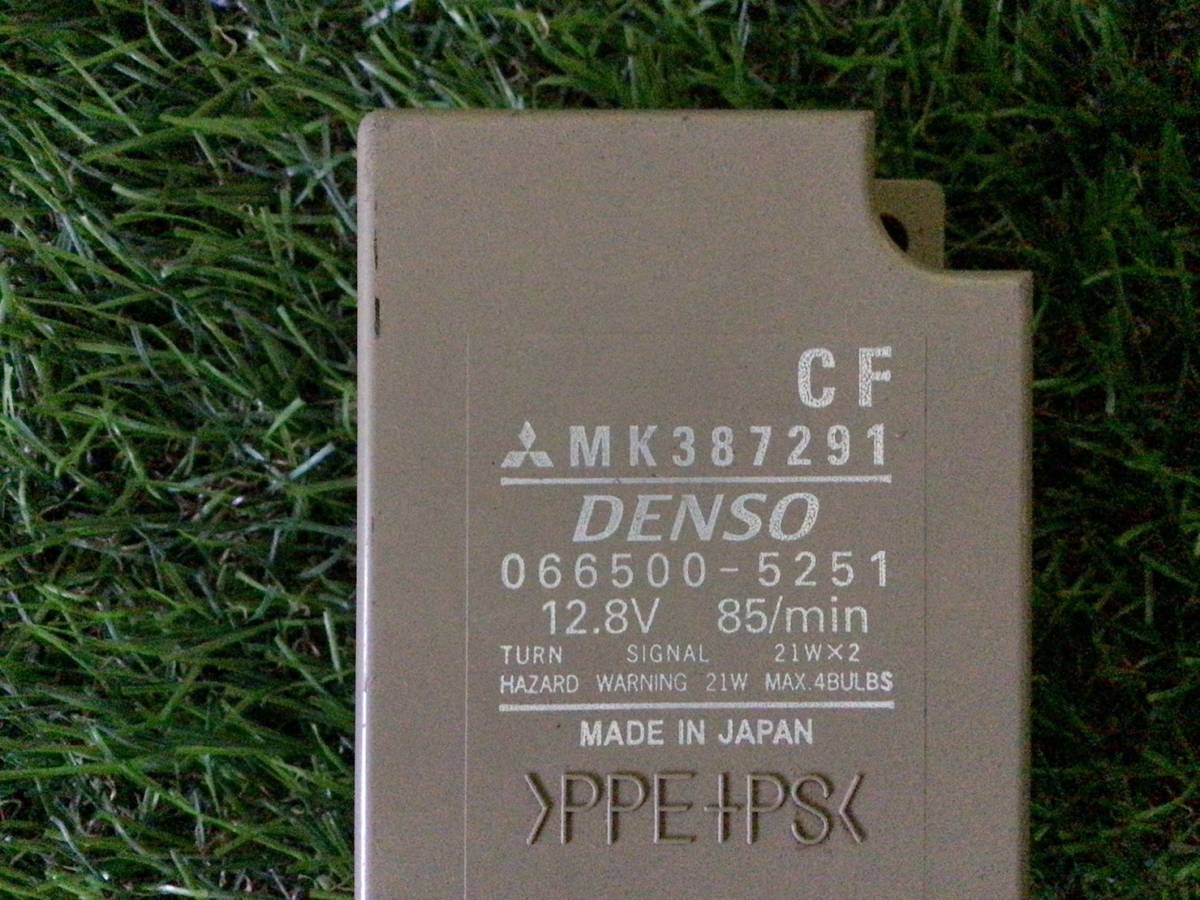 CF
MK387291
DENSO
066500-5251
12.8V 85/min
TURN SIGNAL 21W×2
HAZARD WARNING 21W MAX.4BULBS
MADE IN JAPAN
>PPE+PS<